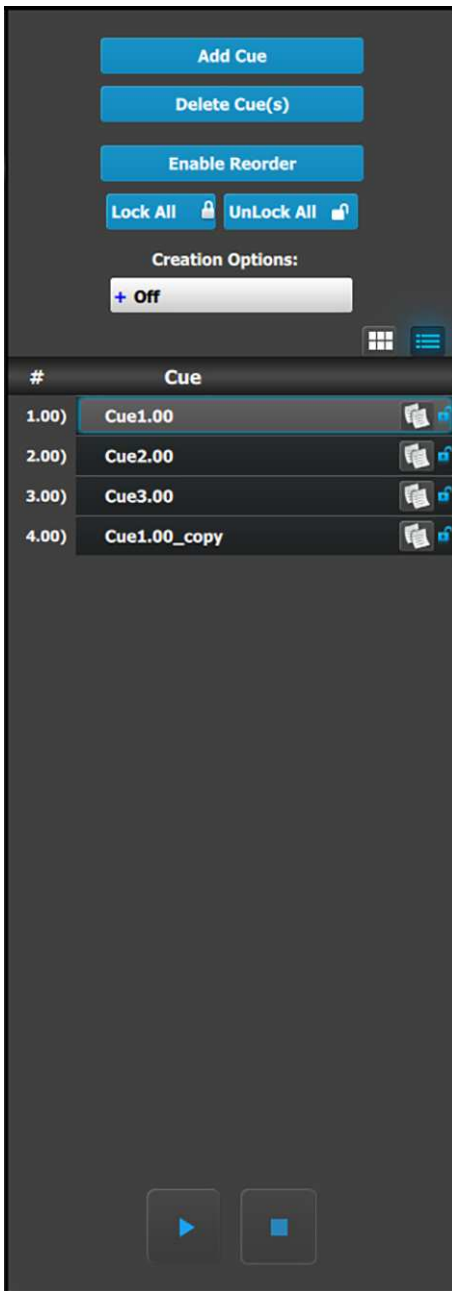 Add Cue
Delete Cue(s)
Enable Reorder
Lock All UnLock All
Creation Options:
+ Off
# Cue
1.00) Cue1.00
2.00) Cue2.00
3.00) Cue3.00
4.00) Cue1.00_copy